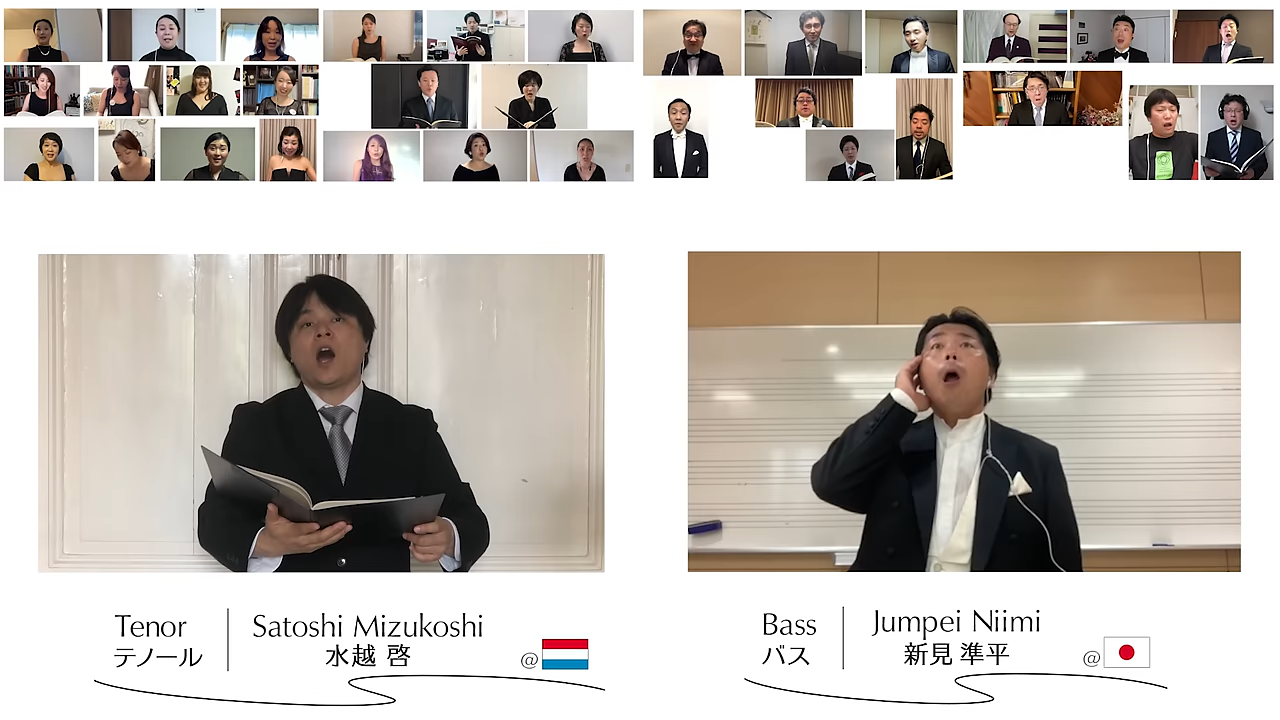 Tenor
テノール
Satoshi Mizukoshi
水越 啓
@
Bass
バス
Jumpei Niimi
新見 準平
@